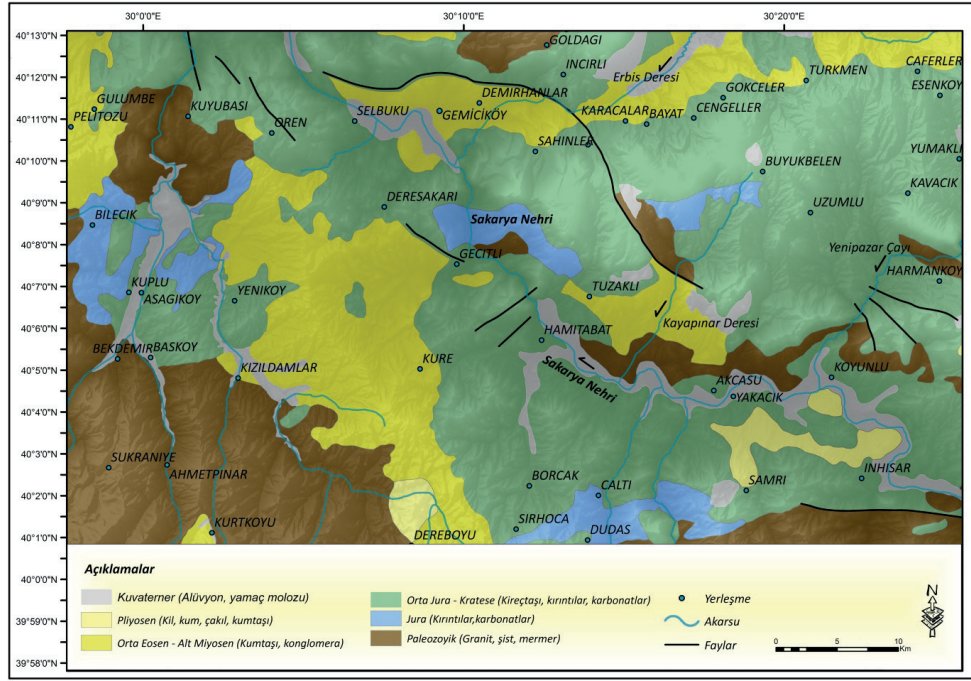 30°0'0"E
30°10'0"E
30°20'0"E
40°13'0"N
40°12'0"N
40°11'0"N
40°10'0"N
40°9'0"N
40°8'0"N
40°7'0"N
40°6'0"N
40°5'0"N
40°4'0"N
40°3'0"N
40°2'0"N
40°1'0"N
40°0'0"N
39°59'0"N
39°58'0"N
GOLDAGI
INCIRLI
Erbis Deresi
CAFERLER
TURKMEN
ESENKOY
GULUMBE
PELITOZU
KUYUBASI
OREN
SELBUKU
DEMIRHANLAR
GEMICIKÖY
KARACALAR
BAYAT
GOKCELER
CENGELLER
SAHINLER
BUYUKBELEN
YUMAKLI
KAVACIK
DERESAKARI
BILECIK
Sakarya Nehri
UZUMLU
GECITLI
Yenipazar Çayı
HARMANKOY
KUPLU
ASAGIKOY
YENIKOY
TUZAKLI
Kayapınar Deresi
HAMITABAT
BEKDEMIR
BASKOY
KIZILDAMLAR
KURE
Sakarya Nehri
AKCASU
YAKACIK
KOYUNLU
SUKRANIYE
AHMETPINAR
BORCAK
CALTI
SAMRI
INHISAR
KURTKOYU
DEREBOYU
SIRHOCA
DUDAS
Açıklamalar
Kuvaterner (Alüvyon, yamaç molozu)
Pliyosen (Kil, kum, çakıl, kumtaşı)
Orta Eosen - Alt Miyosen (Kumtaşı, konglomera)
Orta Jura - Kratese (Kireçtaşı, kırıntılar, karbonatlar)
Jura (Kırıntılar,karbonatlar)
Paleozoyik (Granit, şist, mermer)
Yerleşme
Akarsu
Faylar
N
0 5 10
Km